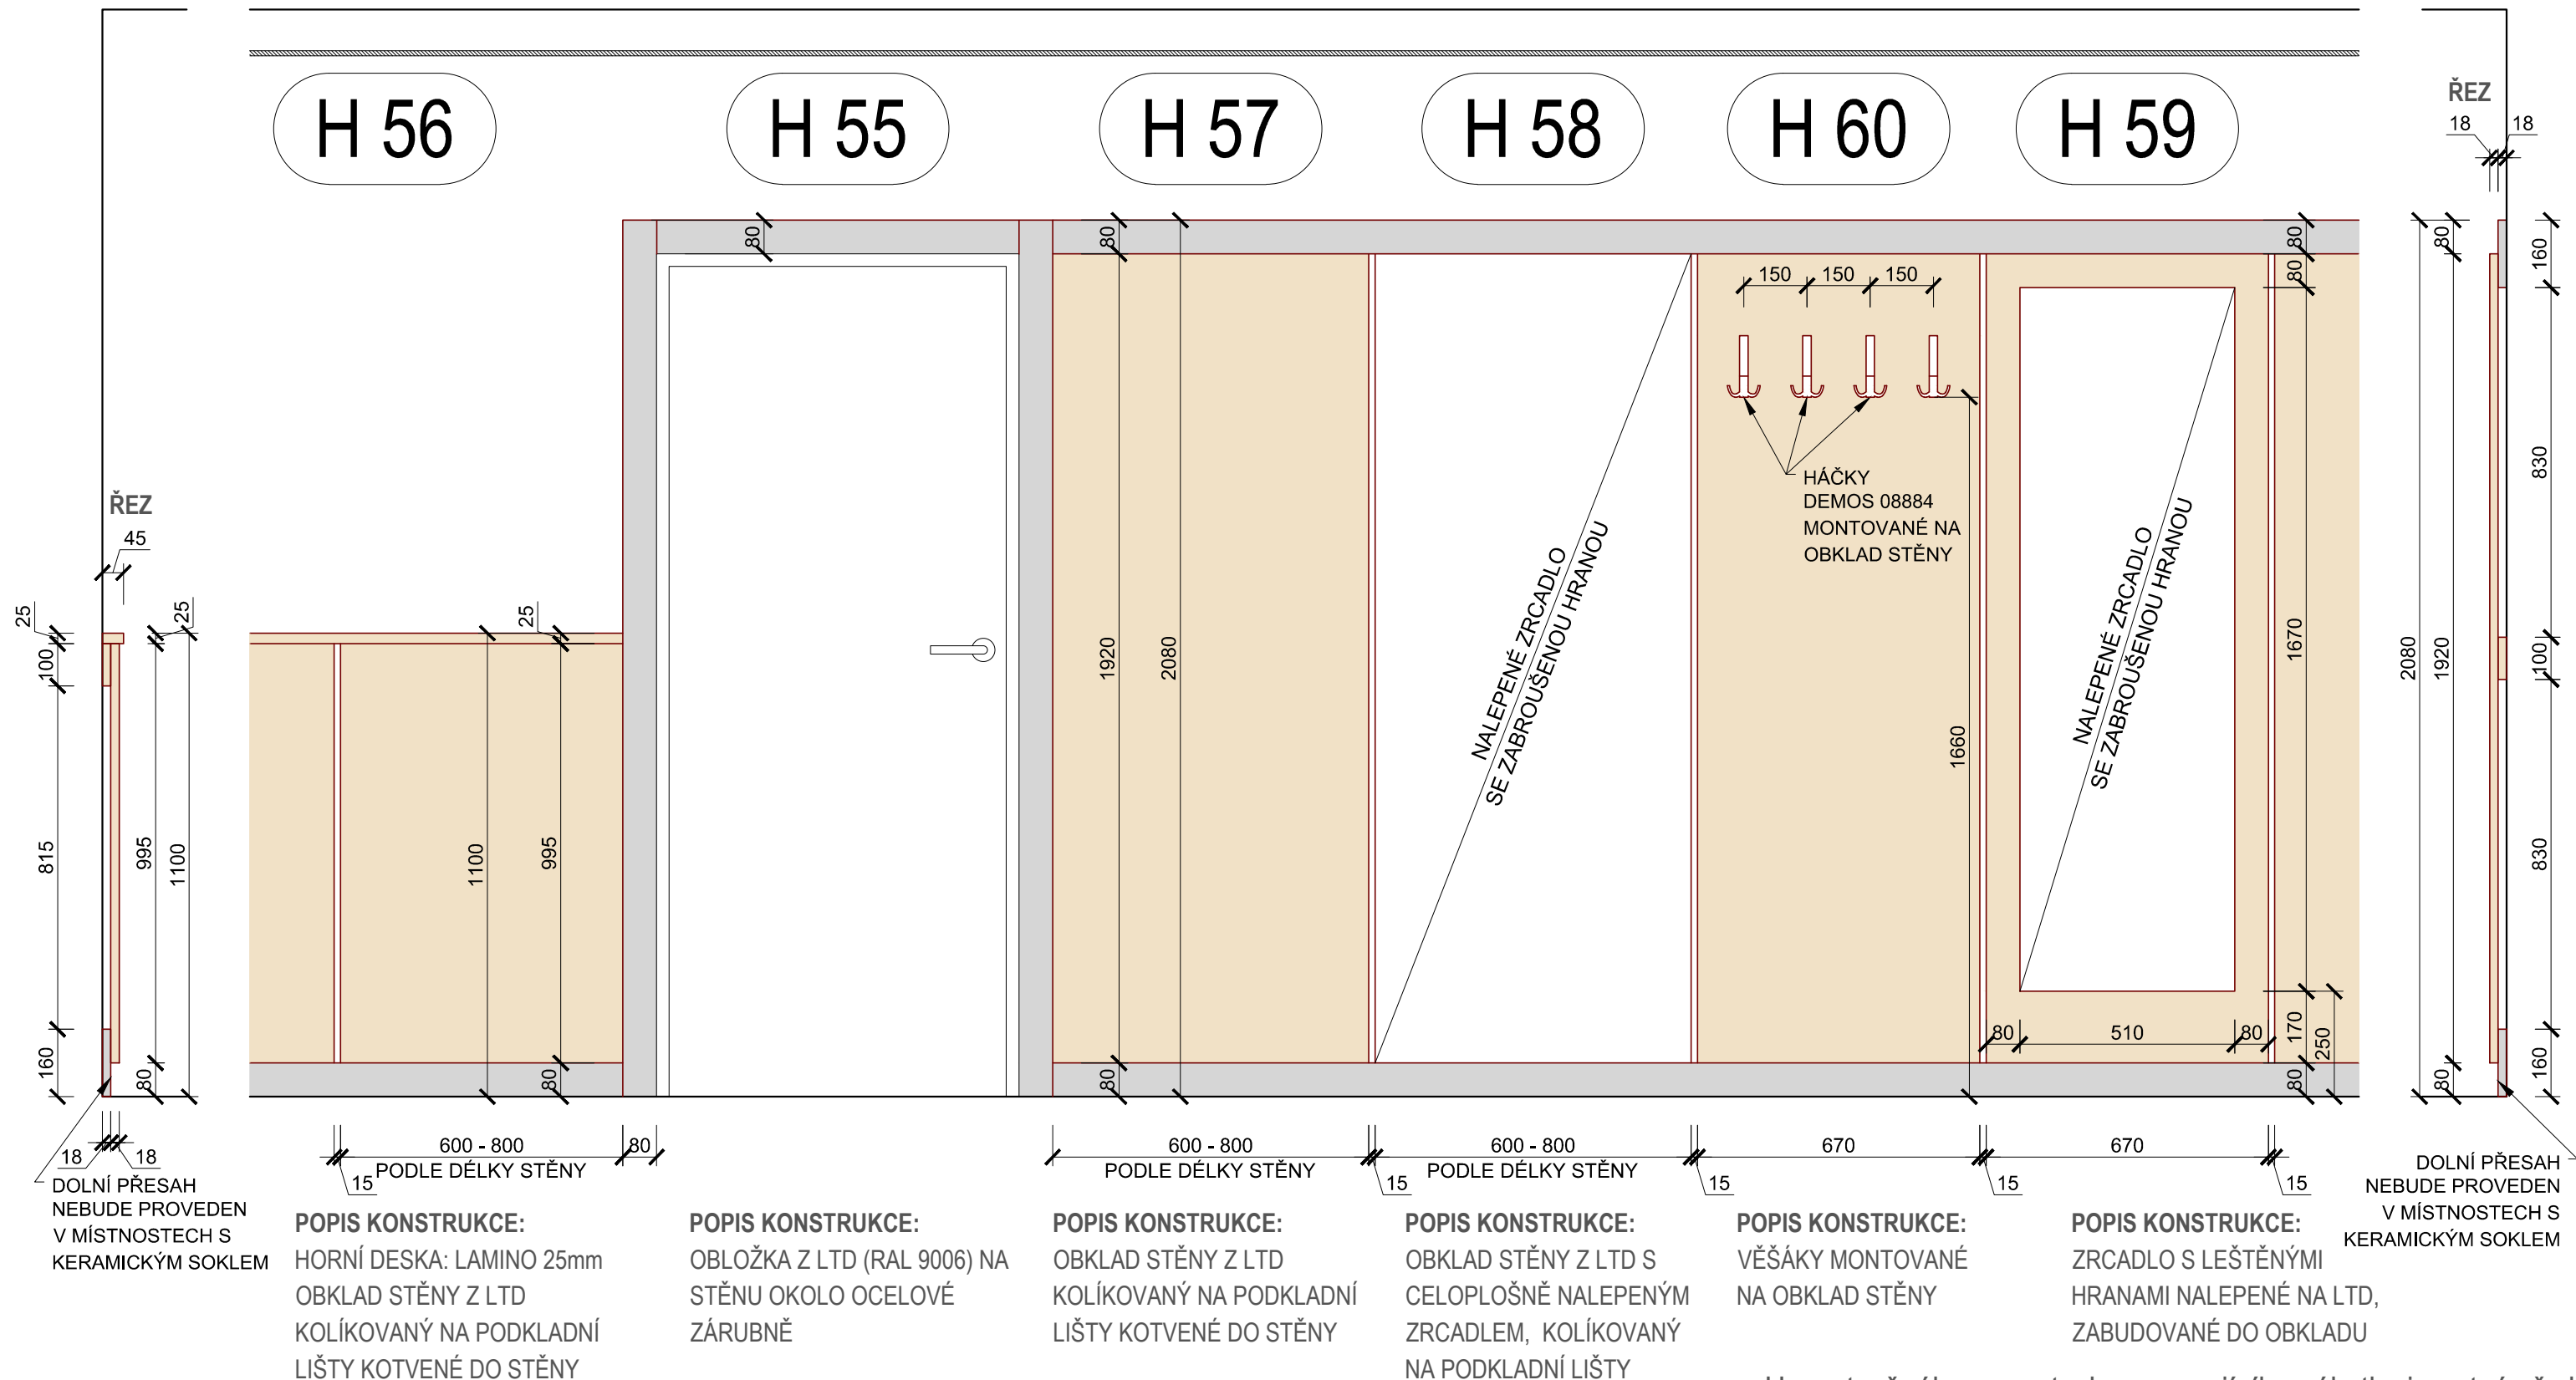 H 56
H 55
H 57
H 58
H 60
H 59
ŘEZ
18
18
80
80
80
80
80
160
150
150
150
HÁČKY
DEMOS 08884
MONTOVANÉ NA
OBKLAD STĚNY
NALEPENÉ ZRCADLO
SE ZABROUŠENOU HRANOU
NALEPENÉ ZRCADLO
SE ZABROUŠENOU HRANOU
830
ŘEZ
45
25
25
25
100
1920
2080
1670
2080
1920
100
1660
815
995
1100
1100
995
830
160
80
80
80
80
510
80
170
250
80
80
160
18
18
15
600 - 800
PODLE DÉLKY STĚNY
80
600 - 800
PODLE DÉLKY STĚNY
15
600 - 800
PODLE DÉLKY STĚNY
15
670
15
670
15
DOLNÍ PŘESAH
NEBUDE PROVEDEN
V MÍSTNOSTECH S
KERAMICKÝM SOKLEM
DOLNÍ PŘESAH
NEBUDE PROVEDEN
V MÍSTNOSTECH S
KERAMICKÝM SOKLEM
POPIS KONSTRUKCE:
HORNÍ DESKA: LAMINO 25mm
OBKLAD STĚNY Z LTD
KOLÍKOVANÝ NA PODKLADNÍ
LIŠTY KOTVENÉ DO STĚNY
POPIS KONSTRUKCE:
OBLOŽKA Z LTD (RAL 9006) NA
STĚNU OKOLO OCELOVÉ
ZÁRUBNĚ
POPIS KONSTRUKCE:
OBKLAD STĚNY Z LTD
KOLÍKOVANÝ NA PODKLADNÍ
LIŠTY KOTVENÉ DO STĚNY
POPIS KONSTRUKCE:
OBKLAD STĚNY Z LTD S
CELOPLOŠNĚ NALEPENÝM
ZRCADLEM, KOLÍKOVANÝ
NA PODKLADNÍ LIŠTY
POPIS KONSTRUKCE:
VĚŠÁKY MONTOVANÉ
NA OBKLAD STĚNY
POPIS KONSTRUKCE:
ZRCADLO S LEŠTĚNÝMI
HRANAMI NALEPENÉ NA LTD,
ZABUDOVANÉ DO OBKLADU